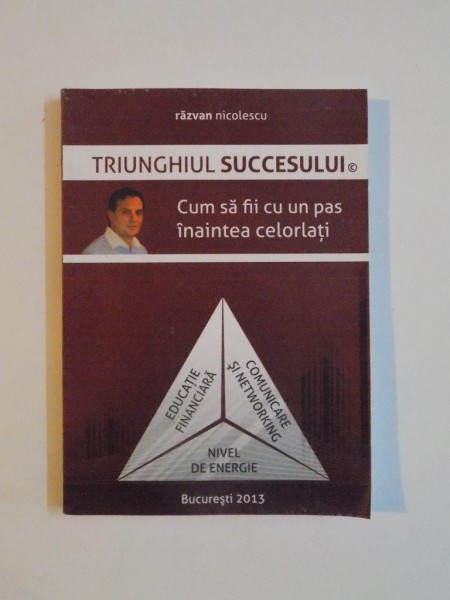 răzvan nicolescu
TRIUNGHIUL SUCCESULUI©
Cum să fii cu un pas
înaintea celorlați
EDUCAȚIE
FINANCIARĂ
COMUNICARE
ȘI NETWORKING
NIVEL
DE ENERGIE
București 2013